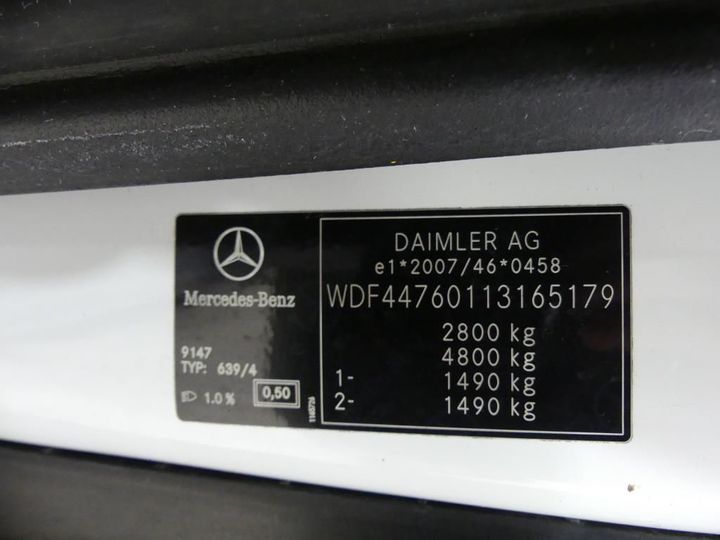 Mercedes-Benz
9147
TYP: 639/4
1.0 %
0,50
DAIMLER AG
e1*2007/46*0458
WDF44760113165179
2800 kg
4800 kg
1- 1490 kg
2- 1490 kg